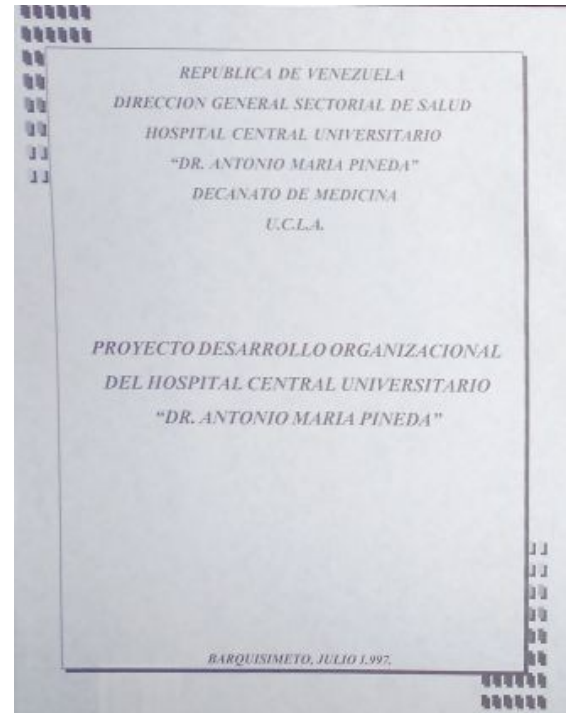 REPUBLICA DE VENEZUELA
DIRECCION GENERAL SECTORIAL DE SALUD
HOSPITAL CENTRAL UNIVERSITARIO
“DR. ANTONIO MARIA PINEDA”
DECANATO DE MEDICINA
U.C.L.A.
PROYECTO DESARROLLO ORGANIZACIONAL
DEL HOSPITAL CENTRAL UNIVERSITARIO
“DR. ANTONIO MARIA PINEDA”
BARQUISIMETO, JULIO 1.997.